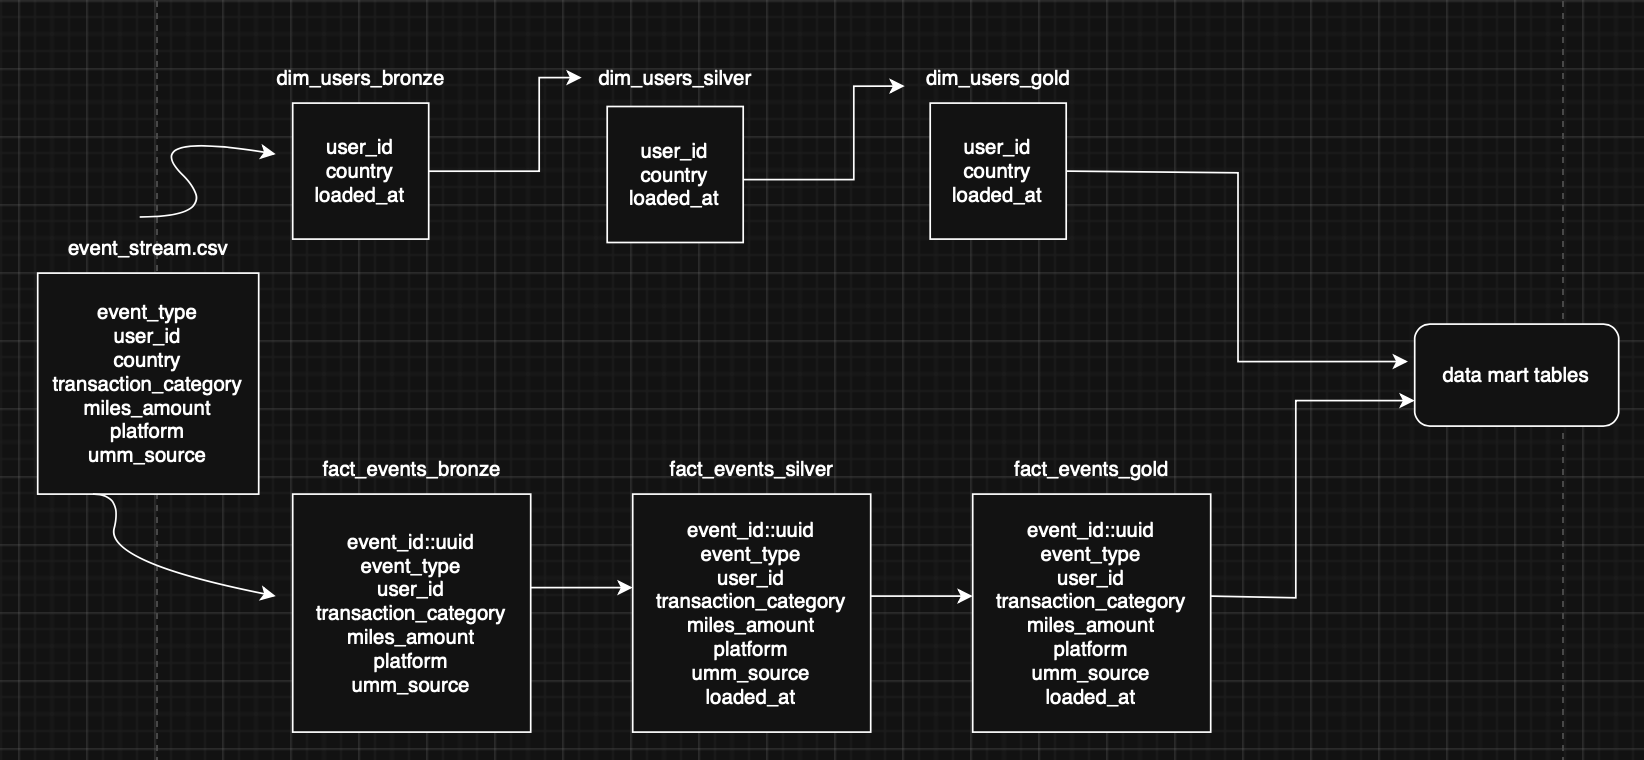 dim_users_bronze
user_id
country
loaded_at
dim_users_silver
user_id
country
loaded_at
dim_users_gold
user_id
country
loaded_at
event_stream.csv
event_type
user_id
country
transaction_category
miles_amount
platform
umm_source
fact_events_bronze
event_id::uuid
event_type
user_id
transaction_category
miles_amount
platform
umm_source
fact_events_silver
event_id::uuid
event_type
user_id
transaction_category
miles_amount
platform
umm_source
loaded_at
fact_events_gold
event_id::uuid
event_type
user_id
transaction_category
miles_amount
platform
umm_source
loaded_at
data mart tables